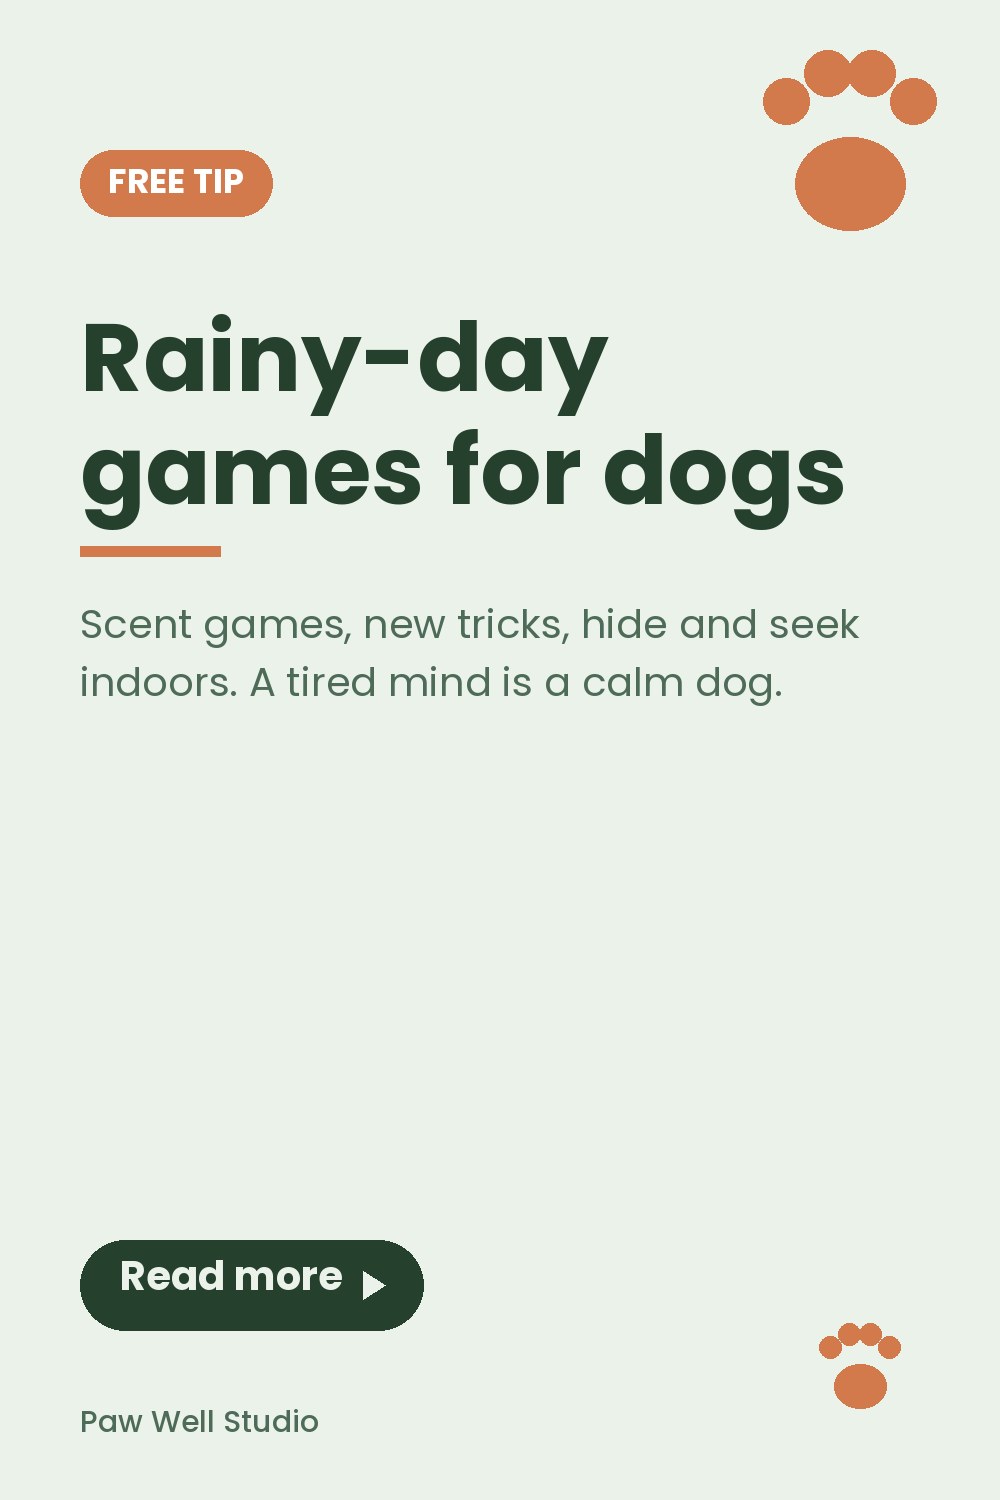 FREE TIP
Rainy-day
games for dogs
Scent games, new tricks, hide and seek
indoors. A tired mind is a calm dog.
Read more
Paw Well Studio